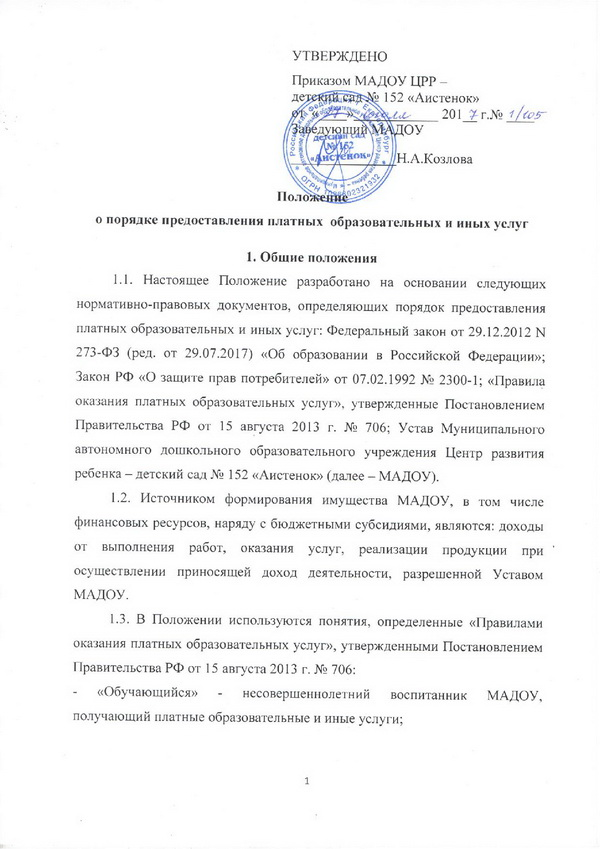 УТВЕРЖДЕНО
Приказом МАДОУ ЦРР –
детский сад № 152 «Аистенок»
от « » 2017 г.№ 1/105
Заведующий МАДОУ
Н.А.Козлова
детский сад
№ 152
«Аистенок»
Положение
о порядке предоставления платных образовательных и иных услуг
1. Общие положения
1.1. Настоящее Положение разработано на основании следующих
нормативно-правовых документов, определяющих порядок предоставления
платных образовательных и иных услуг: Федеральный закон от 29.12.2012 N
273-ФЗ (ред. от 29.07.2017) «Об образовании в Российской Федерации»;
Закон РФ «О защите прав потребителей» от 07.02.1992 № 2300-1; «Правила
оказания платных образовательных услуг», утвержденные Постановлением
Правительства РФ от 15 августа 2013 г. № 706; Устав Муниципального
автономного дошкольного образовательного учреждения Центр развития
ребенка – детский сад № 152 «Аистенок» (далее – МАДОУ).
1.2. Источником формирования имущества МАДОУ, в том числе
финансовых ресурсов, наряду с бюджетными субсидиями, являются: доходы
от выполнения работ, оказания услуг, реализации продукции при
осуществлении приносящей доход деятельности, разрешенной Уставом
МАДОУ.
1.3. В Положении используются понятия, определенные «Правилами
оказания платных образовательных услуг», утвержденными Постановлением
Правительства РФ от 15 августа 2013 г. № 706:
- «Обучающийся» - несовершеннолетний воспитанник МАДОУ,
получающий платные образовательные и иные услуги;
1